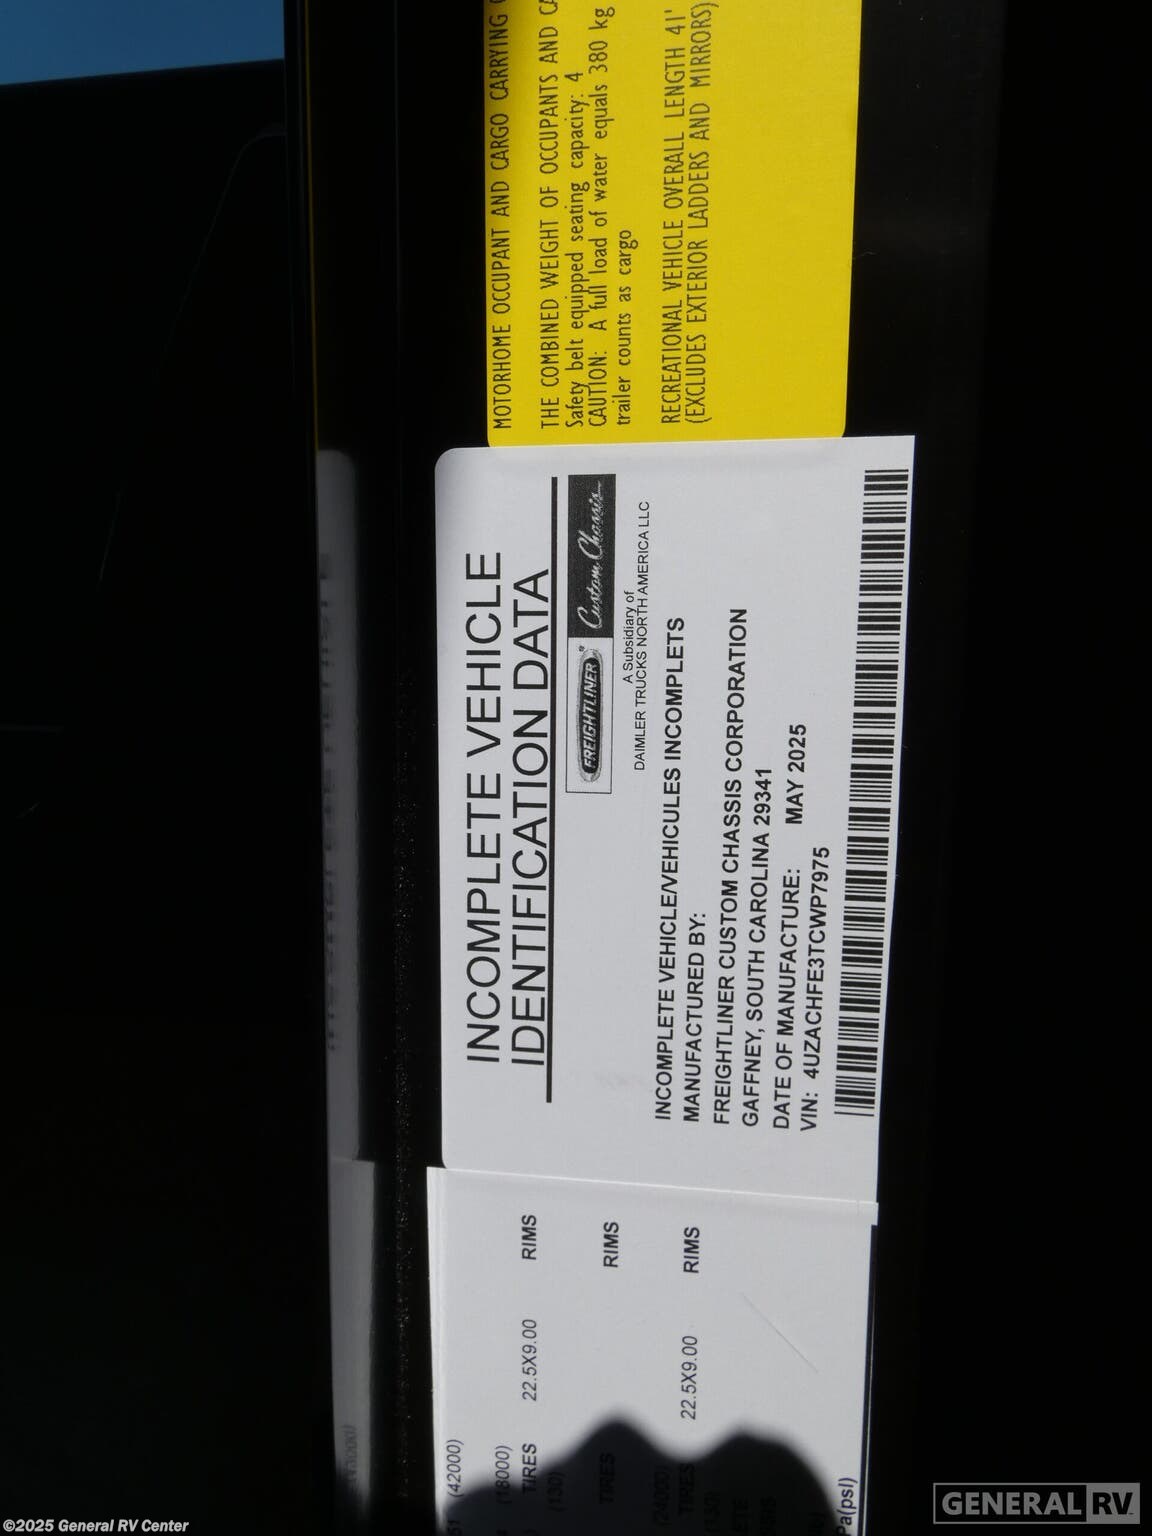 MOTORHOME OCCUPANT AND CARGO CARRYING
THE COMBINED WEIGHT OF OCCUPANTS AND
Safety belt equipped seating capacity: 4
CAUTION: A full load of water equals 380 kg
trailer counts as cargo
RECREATIONAL VEHICLE OVERALL LENGTH 41'
(EXCLUDES EXTERIOR LADDERS AND MIRRORS)
INCOMPLETE VEHICLE
IDENTIFICATION DATA
FREIGHTLINER® Custom Chassis
A Subsidiary of
DAIMLER TRUCKS NORTH AMERICA LLC
INCOMPLETE VEHICLE/VEHICULES INCOMPLETS
MANUFACTURED BY:
FREIGHTLINER CUSTOM CHASSIS CORPORATION
GAFFNEY, SOUTH CAROLINA 29341
DATE OF MANUFACTURE: MAY 2025
VIN: 4UZACHFE3TCWP7975
(42000)
(18000)
TIRES 22.5X9.00 RIMS
(130)
TIRES RIMS
(24000)
TIRES 22.5X9.00 RIMS
Pa(psi)
©2025 General RV Center
GENERAL RV